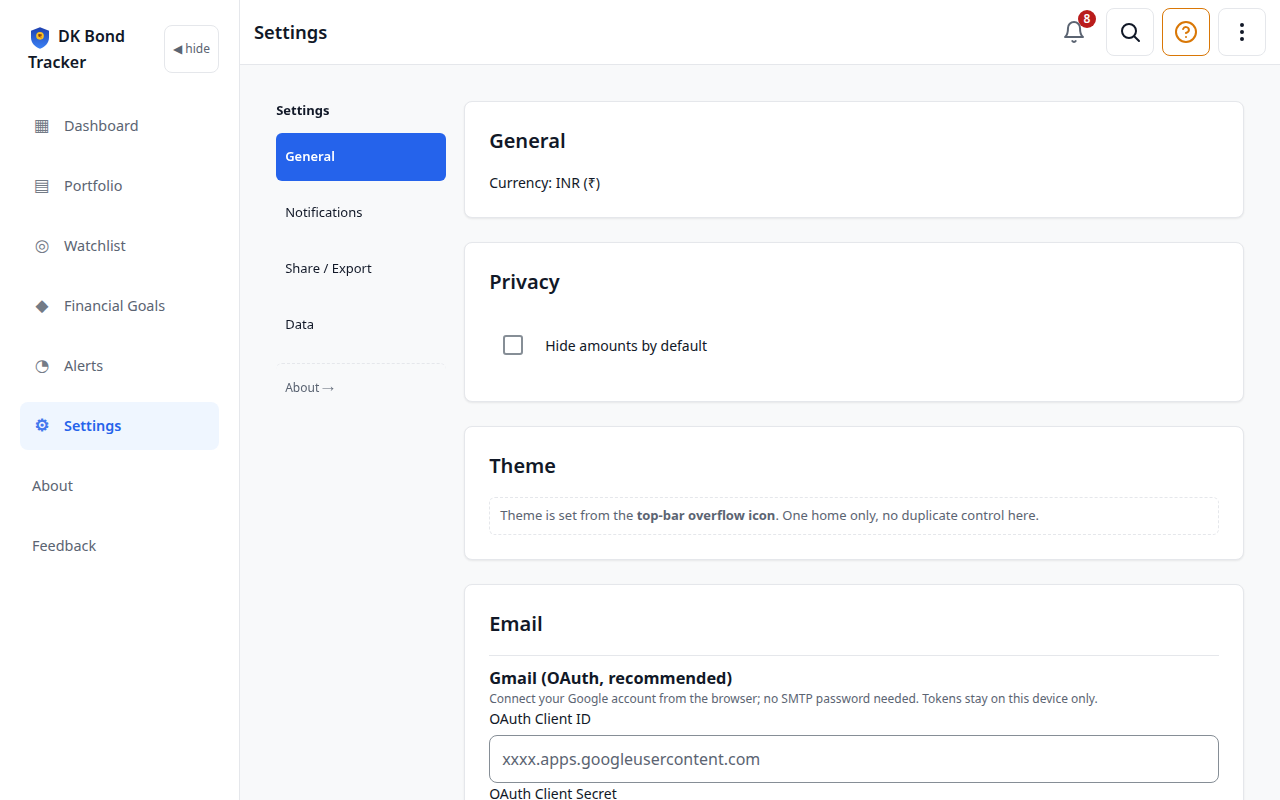 DK Bond
Tracker
◀ hide
Dashboard
Portfolio
Watchlist
Financial Goals
Alerts
Settings
About
Feedback
Settings
8
Settings
General
Notifications
Share / Export
Data
About →
General
Currency: INR (₹)
Privacy
Hide amounts by default
Theme
Theme is set from the top-bar overflow icon. One home only, no duplicate control here.
Email
Gmail (OAuth, recommended)
Connect your Google account from the browser; no SMTP password needed. Tokens stay on this device only.
OAuth Client ID
xxxx.apps.googleusercontent.com
OAuth Client Secret